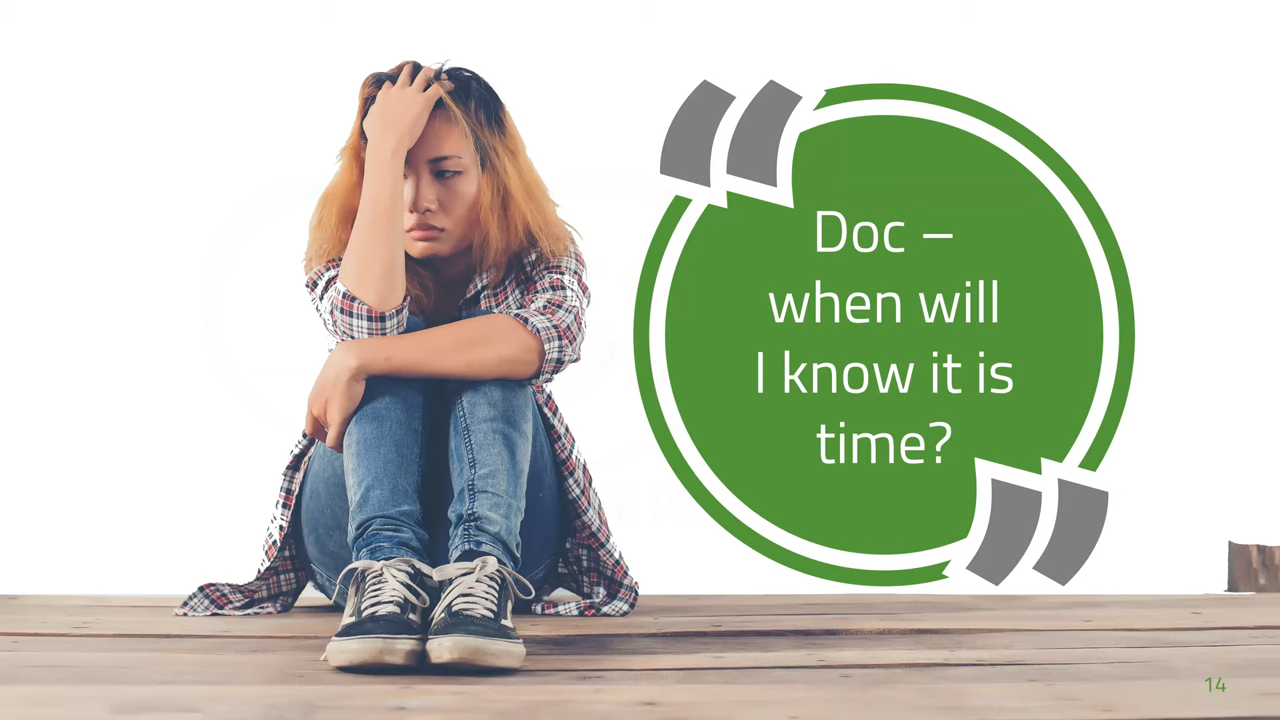 Doc –
when will
I know it is
time?
14